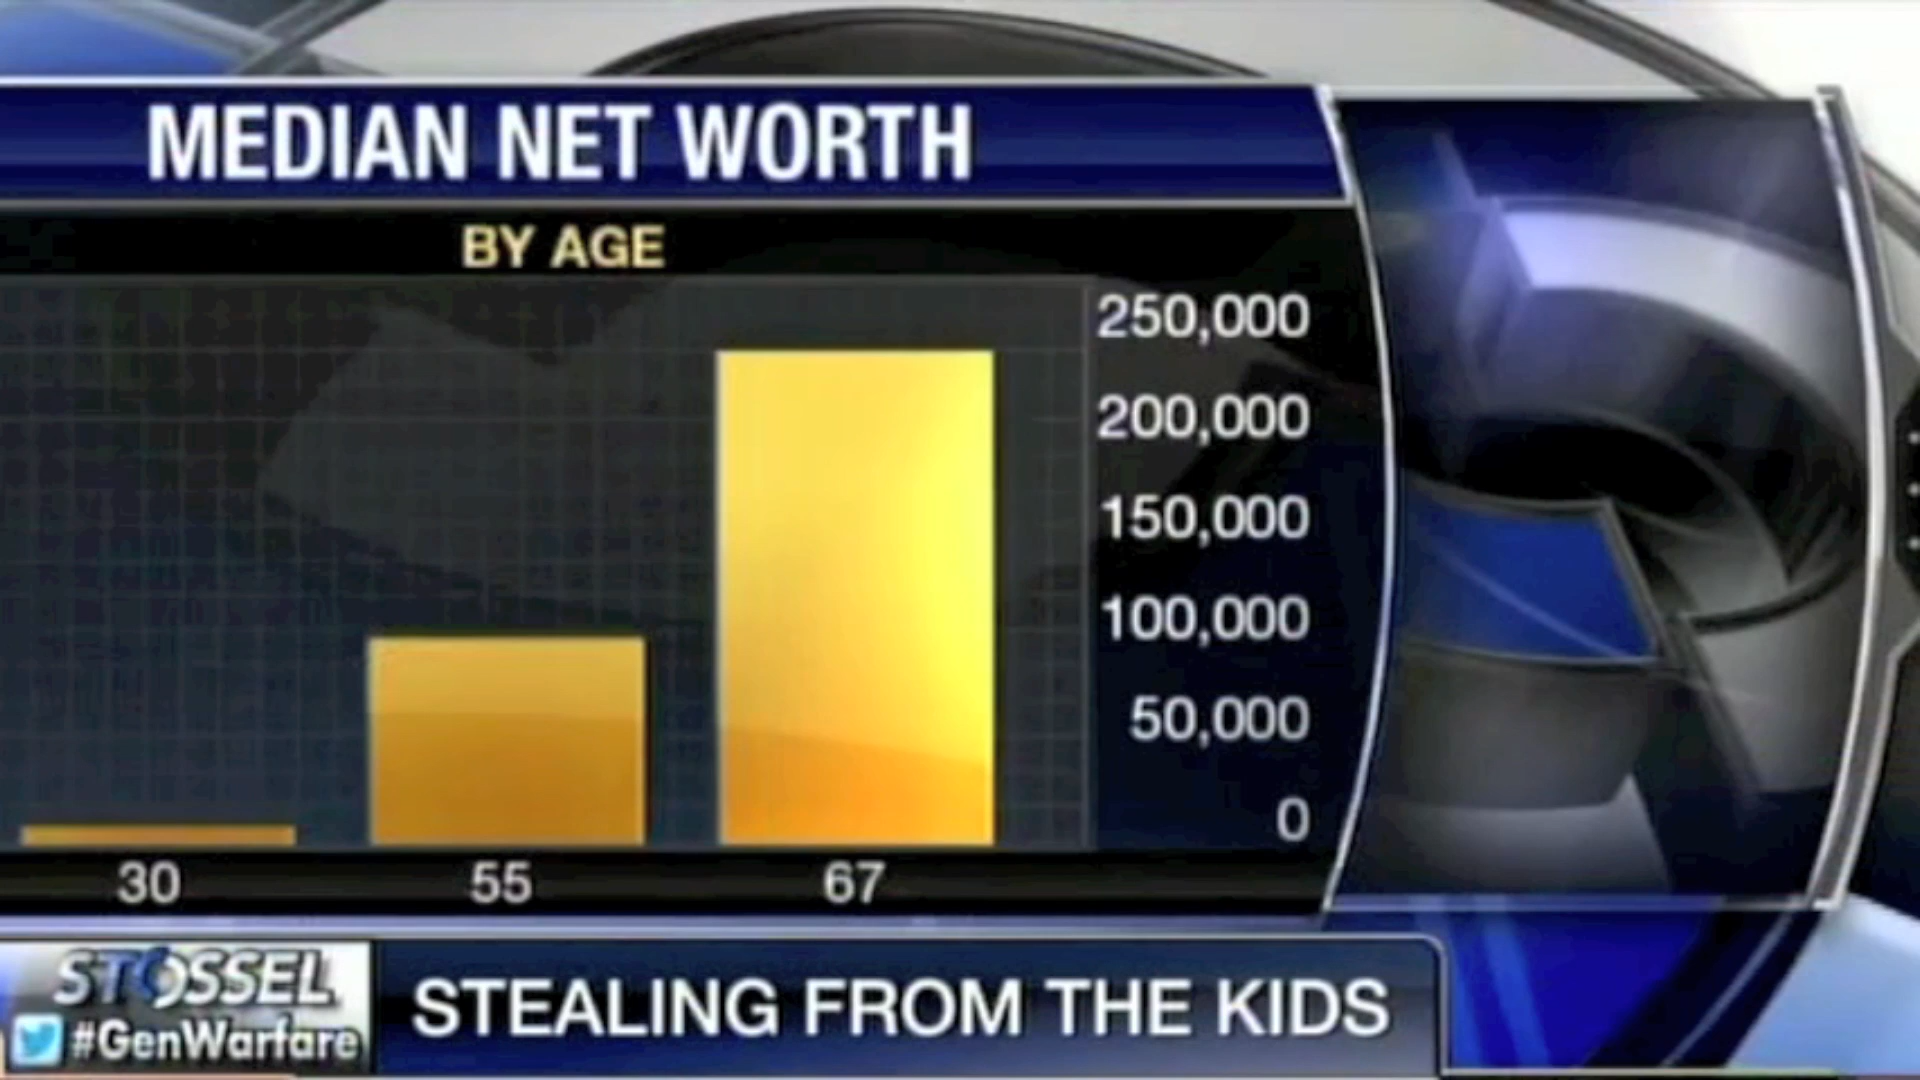 MEDIAN NET WORTH
BY AGE
250,000
200,000
150,000
100,000
50,000
0
30 55 67
STOSSEL
#GenWarfare
STEALING FROM THE KIDS